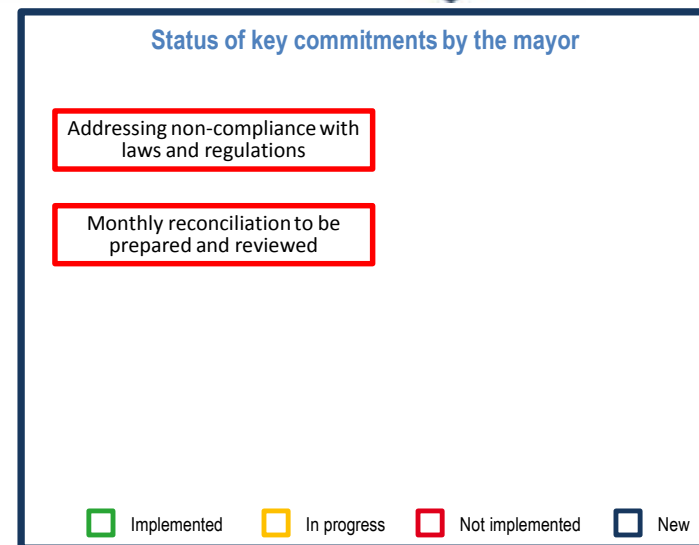 Status of key commitments by the mayor
Addressing non-compliance with
laws and regulations
Monthly reconciliation to be
prepared and reviewed
Implemented In progress Not implemented New